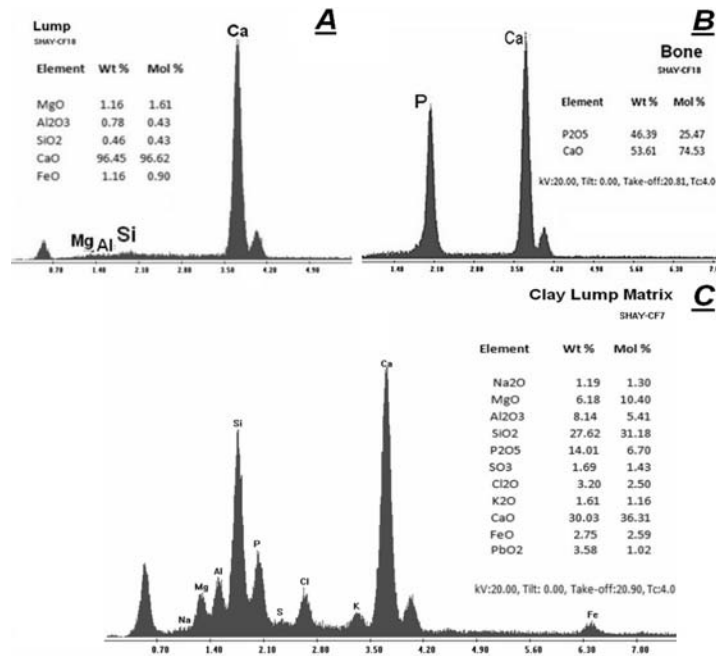 Lump
SHAY-CF18
A
Element Wt % Mol %
MgO 1.16 1.61
Al2O3 0.78 0.43
SiO2 0.46 0.43
CaO 96.45 96.62
FeO 1.16 0.90
Ca
Mg Al Si
0.70 1.40 2.10 2.80 3.50 4.20 4.90
B
Bone
SHAY-CF18
Element Wt % Mol %
P2O5 46.39 25.47
CaO 53.61 74.53
kV:20.00, Tilt: 0.00, Take-off:20.81, Tc:4.0
P
Ca
1.40 2.10 2.80 3.50 4.20 4.90 5.60 6.30 7.0
Clay Lump Matrix
SHAY-CF7
C
Element Wt % Mol %
Na2O 1.19 1.30
MgO 6.18 10.40
Al2O3 8.14 5.41
SiO2 27.62 31.18
P2O5 14.01 6.70
SO3 1.69 1.43
Cl2O 3.20 2.50
K2O 1.61 1.16
CaO 30.03 36.31
FeO 2.75 2.59
PbO2 3.58 1.02
kV:20.00, Tilt: 0.00, Take-off:20.90, Tc:4.0
Na Mg Al Si P S Cl K Ca Fe
0.70 1.40 2.10 2.80 3.50 4.20 4.90 5.60 6.30 7.00